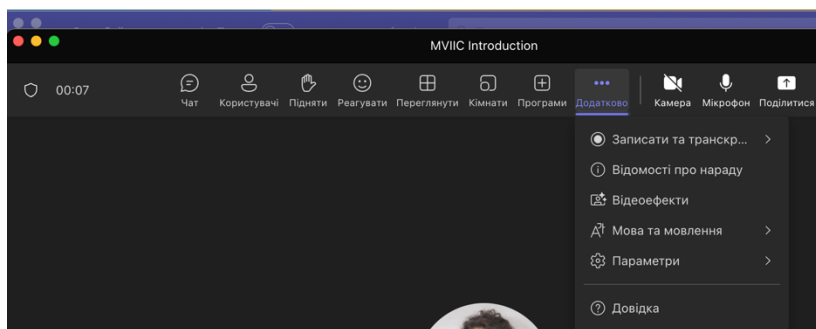 MVIIC Introduction
00:07
Чат Користувачі Підняти Реагувати Переглянути Кімнати Програми Додатково Камера Мікрофон Поділитися
Записати та транскр...
Відомості про нараду
Відеоефекти
Мова та мовлення
Параметри
Довідка